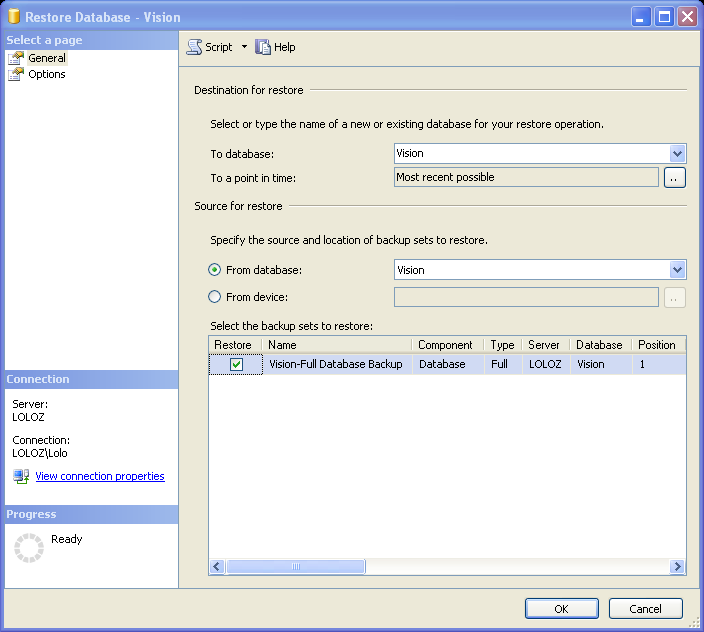 Restore Database - Vision
Select a page
General
Options
Script
Help
Destination for restore
Select or type the name of a new or existing database for your restore operation.
To database:
Vision
To a point in time:
Most recent possible
..
Source for restore
Specify the source and location of backup sets to restore.
From database:
Vision
From device:
..
Select the backup sets to restore:
Restore Name Component Type Server Database Position
Vision-Full Database Backup Database Full LOLOZ Vision 1
Connection
Server:
LOLOZ
Connection:
LOLOZ\Lolo
View connection properties
Progress
Ready
OK
Cancel